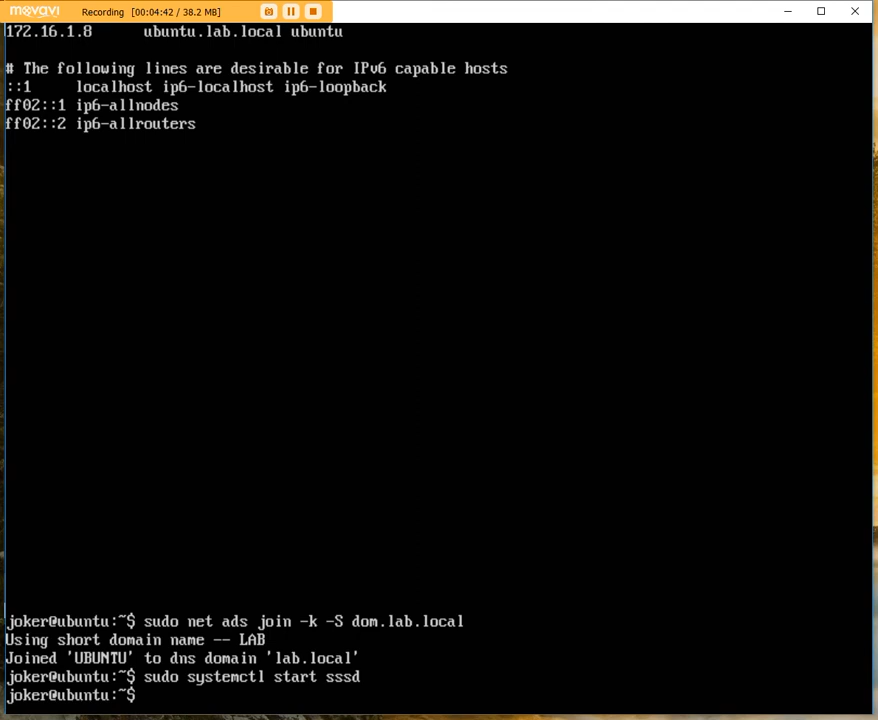 movavi Recording [00:04:42 / 38.2 MB]
172.16.1.8 ubuntu.lab.local ubuntu
# The following lines are desirable for IPv6 capable hosts
::1 localhost ip6-localhost ip6-loopback
ff02::1 ip6-allnodes
ff02::2 ip6-allrouters
joker@ubuntu:~$ sudo net ads join -k -S dom.lab.local
Using short domain name -- LAB
Joined 'UBUNTU' to dns domain 'lab.local'
joker@ubuntu:~$ sudo systemctl start sssd
joker@ubuntu:~$